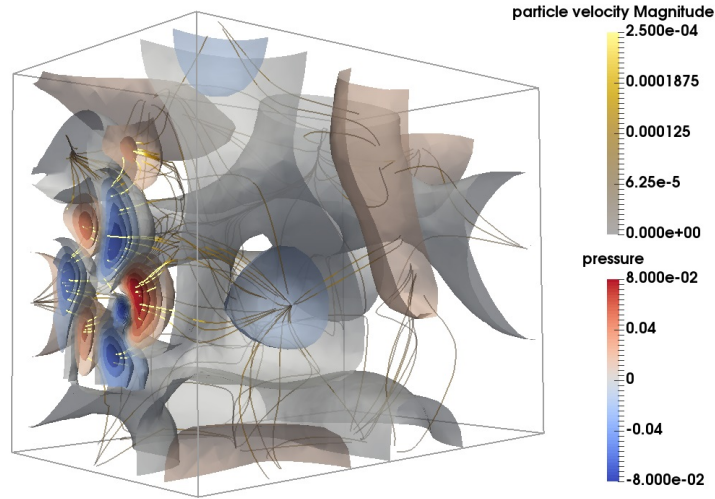 particle velocity Magnitude
2.500e-04
0.0001875
0.000125
6.25e-5
0.000e+00
pressure
8.000e-02
0.04
0
-0.04
-8.000e-02